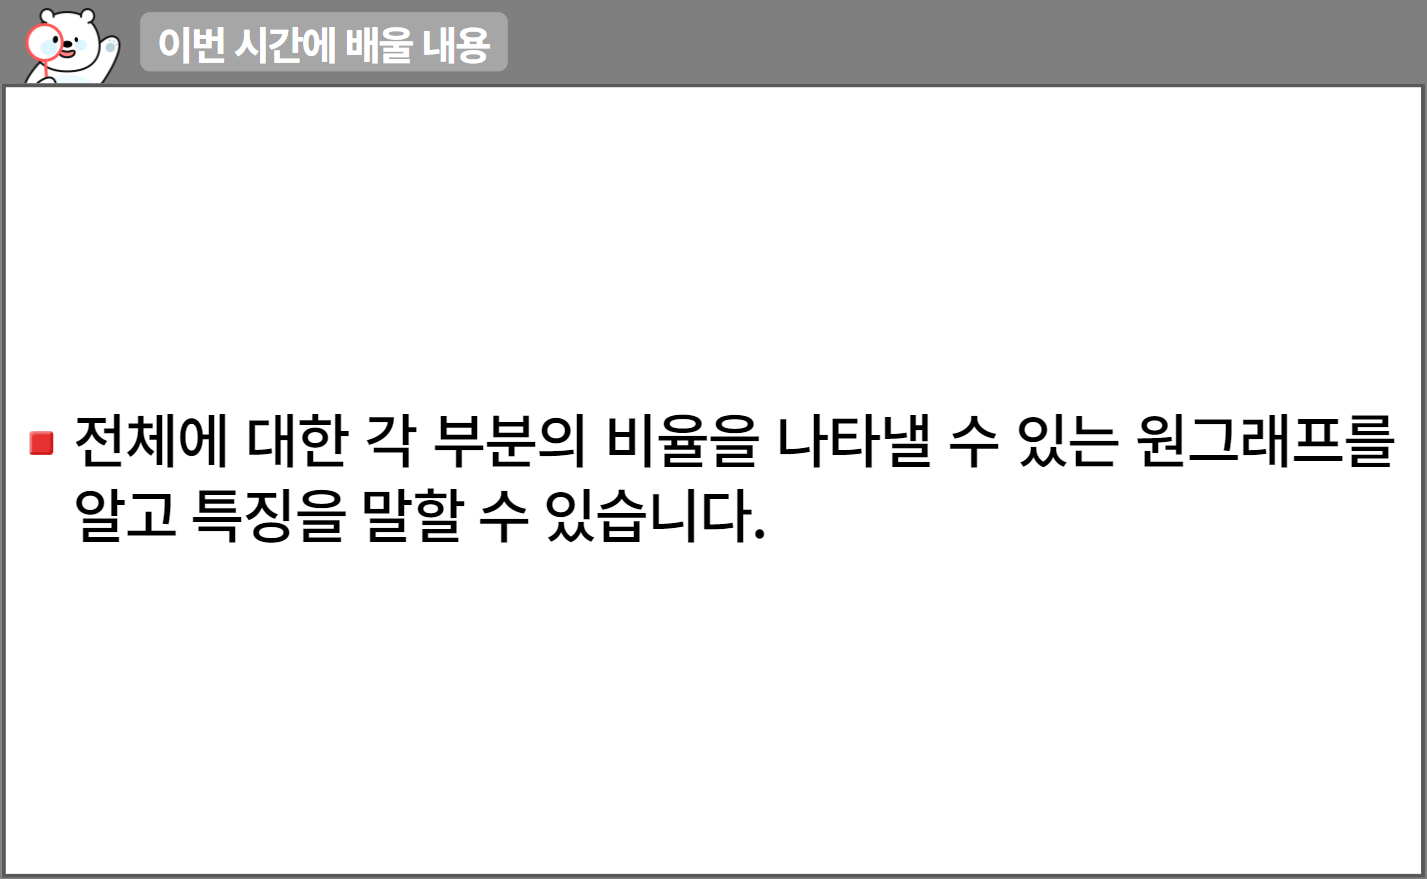 이번 시간에 배울 내용
전체에 대한 각 부분의 비율을 나타낼 수 있는 원그래프를
알고 특징을 말할 수 있습니다.